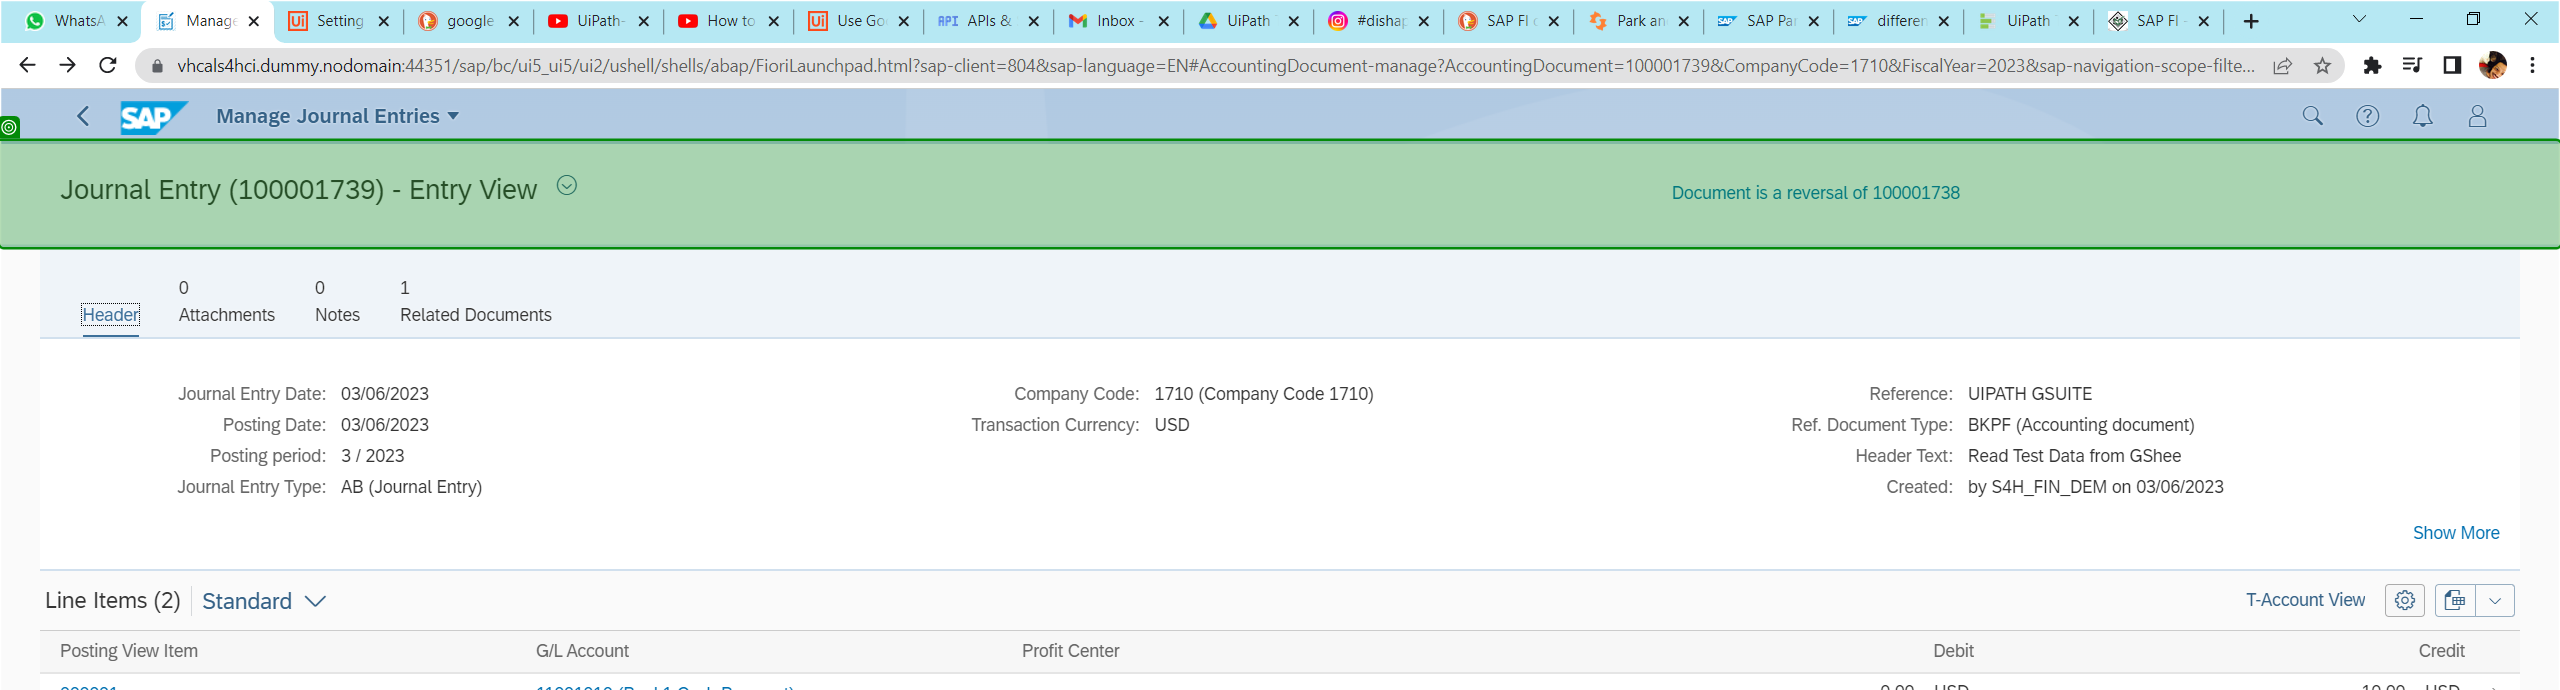 WhatsA
Manage
Setting
google
UiPath-
How to
Use Goo
API APIs &
Inbox -
UiPath
#dishap
SAP FI
Park an
SAP Pa
differen
UiPath
SAP FI -
vhcals4hci.dummy.nodomain:44351/sap/bc/ui5_ui5/ui2/ushell/shells/abap/FioriLaunchpad.html?sap-client=804&sap-language=EN#AccountingDocument-manage?AccountingDocument=100001739&CompanyCode=1710&FiscalYear=2023&sap-navigation-scope-filte...
SAP Manage Journal Entries
Journal Entry (100001739) - Entry View
Document is a reversal of 100001738
0 0 1
Header Attachments Notes Related Documents
Journal Entry Date: 03/06/2023
Posting Date: 03/06/2023
Posting period: 3 / 2023
Journal Entry Type: AB (Journal Entry)
Company Code: 1710 (Company Code 1710)
Transaction Currency: USD
Reference: UIPATH GSUITE
Ref. Document Type: BKPF (Accounting document)
Header Text: Read Test Data from GShee
Created: by S4H_FIN_DEM on 03/06/2023
Show More
Line Items (2) Standard
T-Account View
Posting View Item G/L Account Profit Center Debit Credit